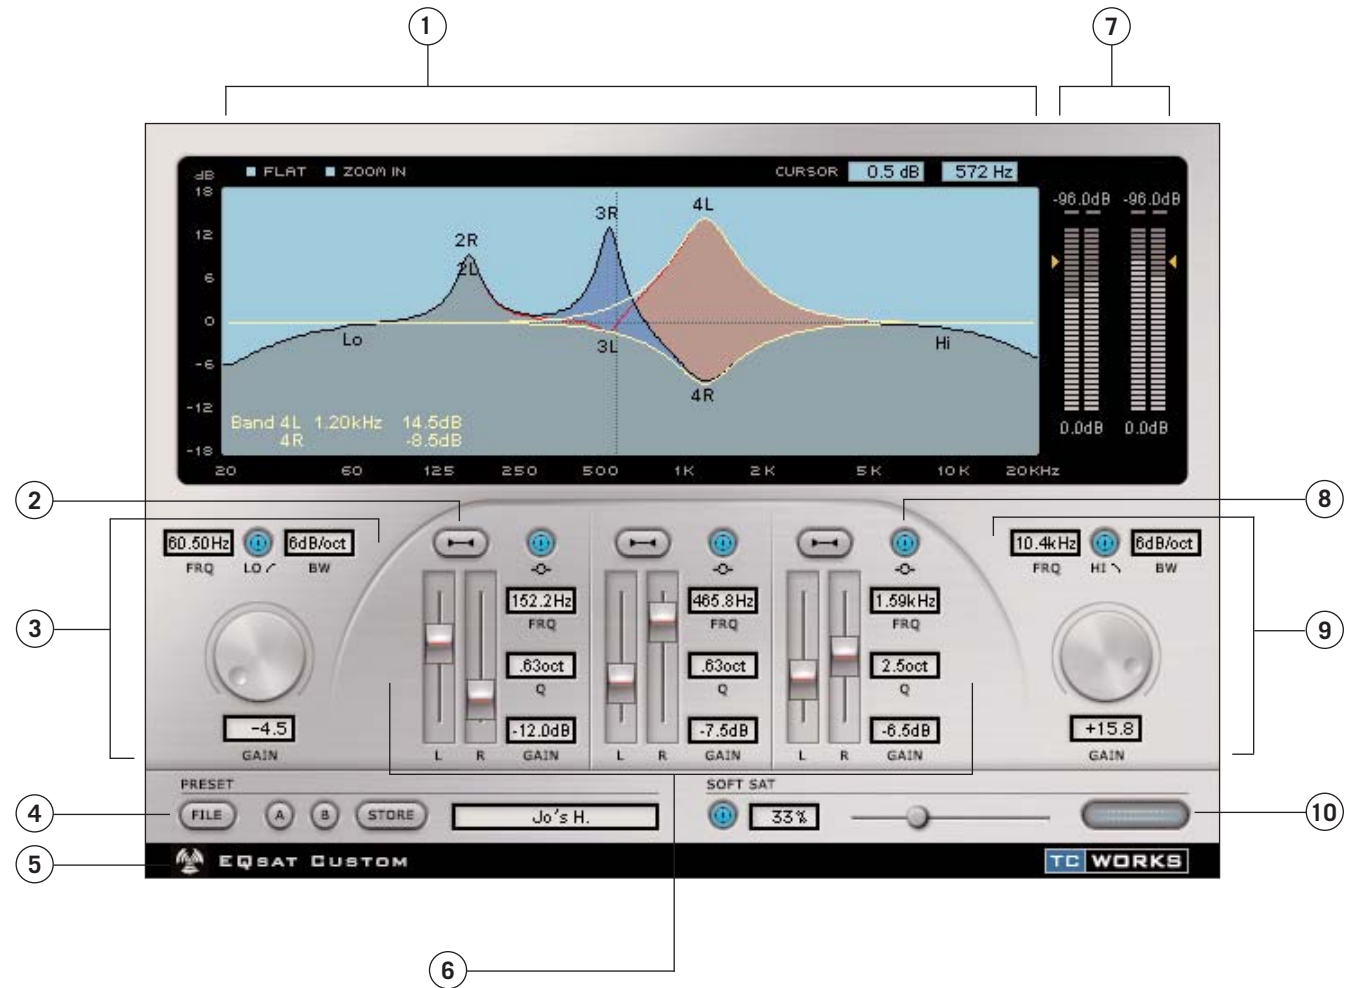 1
7
dB
FLAT
ZOOM IN
CURSOR 0.5 dB 572 Hz
18
12
6
0
-6
-12
-18
2R
2L
3R
3L
4L
4R
Lo
Hi
Band 4L 1.20kHz 14.5dB
4R -8.5dB
20 60 125 250 500 1K 2K 5K 10K 20KHz
-96.0dB -96.0dB
0.0dB 0.0dB
2
8
60.50Hz
6dB/oct
FRQ LO BW
10.4kHz
6dB/oct
FRQ HI BW
152.2Hz
FRQ
.63oct
Q
-12.0dB
L R GAIN
465.8Hz
FRQ
.63oct
Q
-7.5dB
L R GAIN
1.59kHz
FRQ
2.5oct
Q
-6.5dB
L R GAIN
3
9
-4.5
GAIN
+15.8
GAIN
PRESET
SOFT SAT
4
FILE A B STORE Jo's H.
33%
10
5
EQSAT CUSTOM
TC WORKS
6